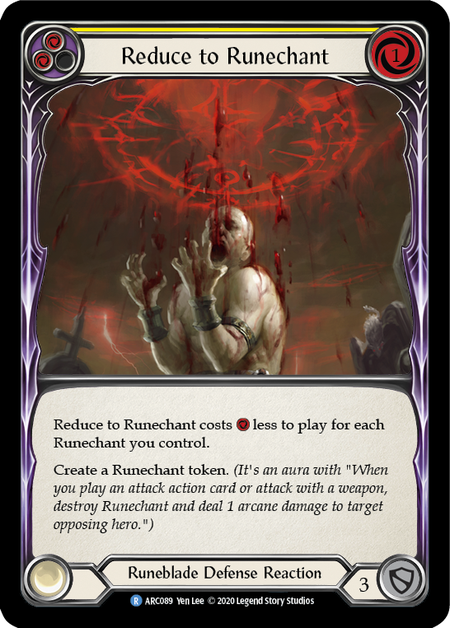 Reduce to Runechant
1
Reduce to Runechant costs less to play for each
Runechant you control.
Create a Runechant token. (It's an aura with "When
you play an attack action card or attack with a weapon,
destroy Runechant and deal 1 arcane damage to target
opposing hero.")
Runeblade Defense Reaction
3
R ARC089 Yen Lee © 2020 Legend Story Studios